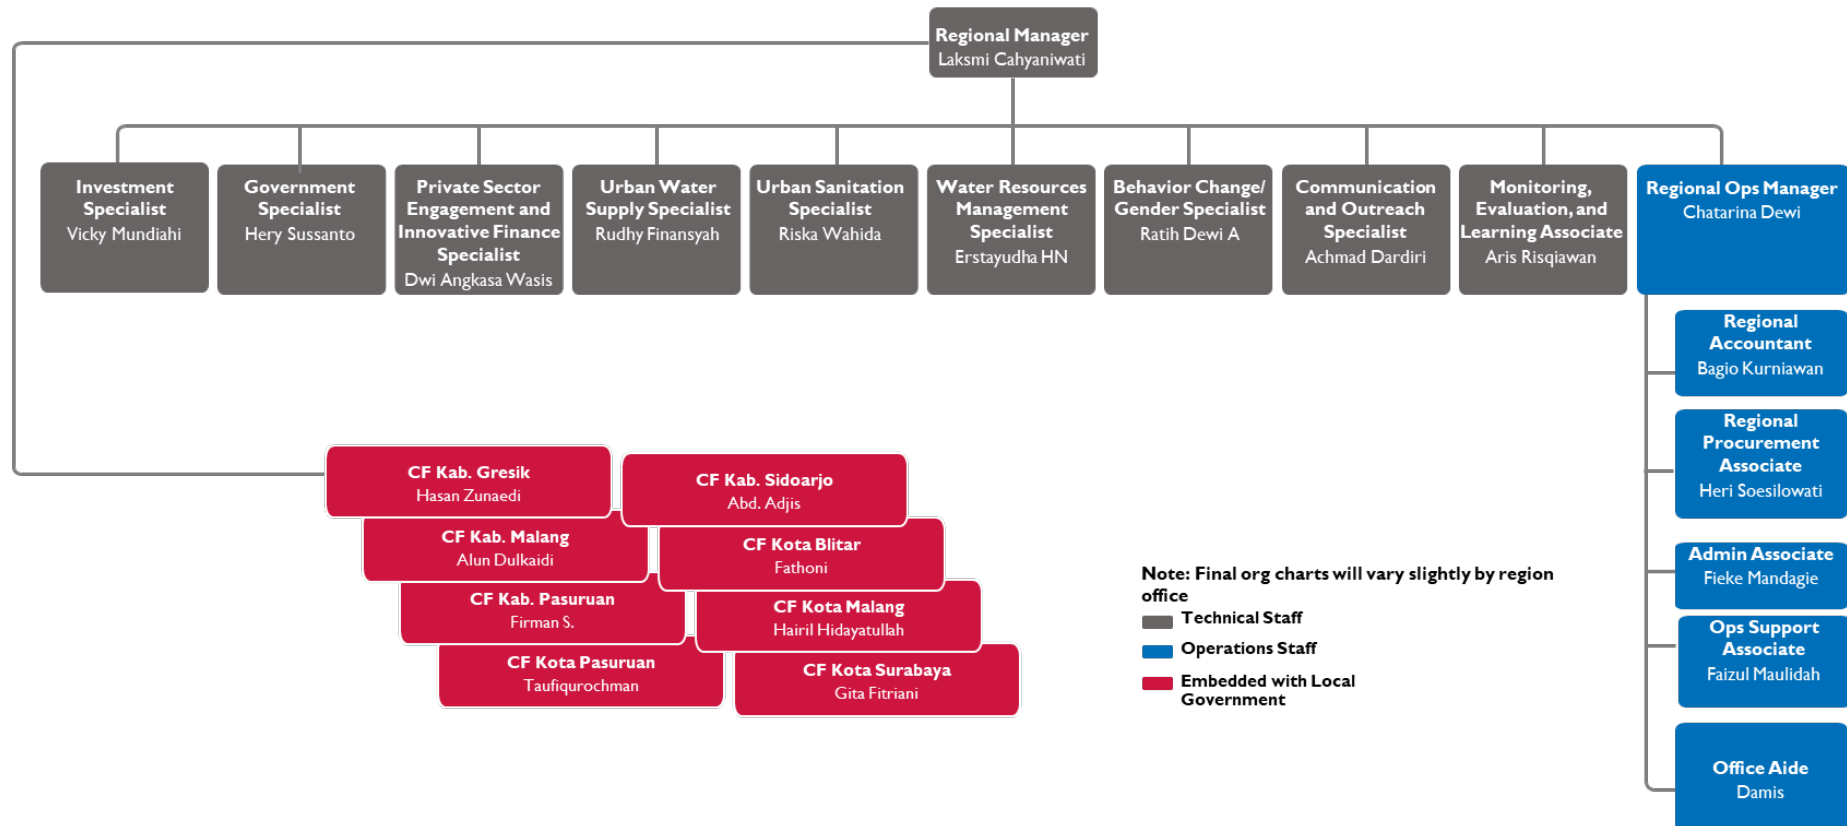 Regional Manager
Laksmi Cahyaniwati
Investment
Specialist
Vicky Mundiahi
Government
Specialist
Hery Sussanto
Private Sector
Engagement and
Innovative Finance
Specialist
Dwi Angkasa Wasis
Urban Water
Supply Specialist
Rudhy Finansyah
Urban Sanitation
Specialist
Riska Wahida
Water Resources
Management
Specialist
Erstayudha HN
Behavior Change/
Gender Specialist
Ratih Dewi A
Communication
and Outreach
Specialist
Achmad Dardiri
Monitoring,
Evaluation, and
Learning Associate
Aris Risqiawan
Regional Ops Manager
Chatarina Dewi
Regional
Accountant
Bagio Kurniawan
Regional
Procurement
Associate
Heri Soesilowati
Admin Associate
Fieke Mandagie
Ops Support
Associate
Faizul Maulidah
Office Aide
Damis
CF Kab. Gresik
Hasan Zunaedi
CF Kab. Malang
Alun Dulkaidi
CF Kab. Pasuruan
Firman S.
CF Kota Pasuruan
Taufiqurochman
CF Kab. Sidoarjo
Abd. Adjis
CF Kota Blitar
Fathoni
CF Kota Malang
Hairil Hidayatullah
CF Kota Surabaya
Gita Fitriani
Note: Final org charts will vary slightly by region
office
Technical Staff
Operations Staff
Embedded with Local
Government